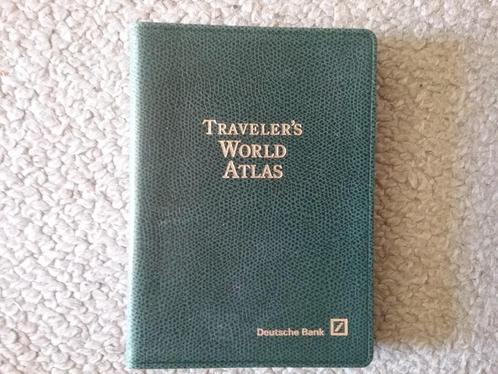 TRAVELER'S
WORLD
ATLAS
Deutsche Bank